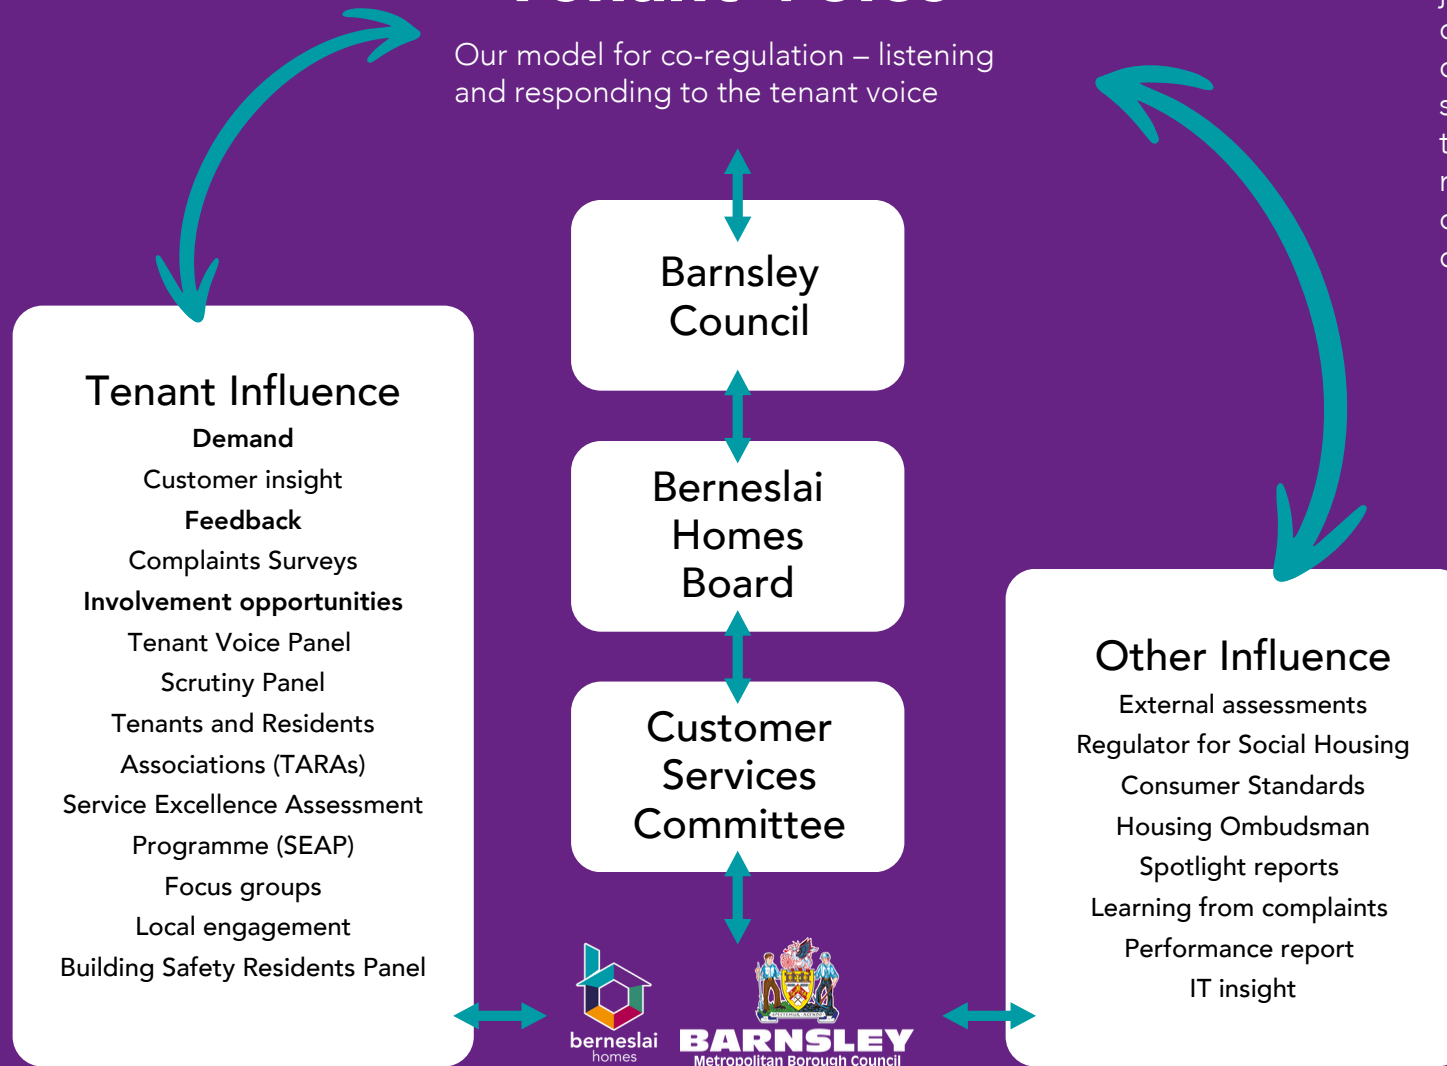 Tenant Voice
Our model for co-regulation – listening
and responding to the tenant voice
Barnsley
Council
Berneslai
Homes
Board
Customer
Services
Committee
Tenant Influence
Demand
Customer insight
Feedback
Complaints Surveys
Involvement opportunities
Tenant Voice Panel
Scrutiny Panel
Tenants and Residents
Associations (TARAs)
Service Excellence Assessment
Programme (SEAP)
Focus groups
Local engagement
Building Safety Residents Panel
Other Influence
External assessments
Regulator for Social Housing
Consumer Standards
Housing Ombudsman
Spotlight reports
Learning from complaints
Performance report
IT insight
berneslai
homes
BARNSLEY
Metropolitan Borough Council